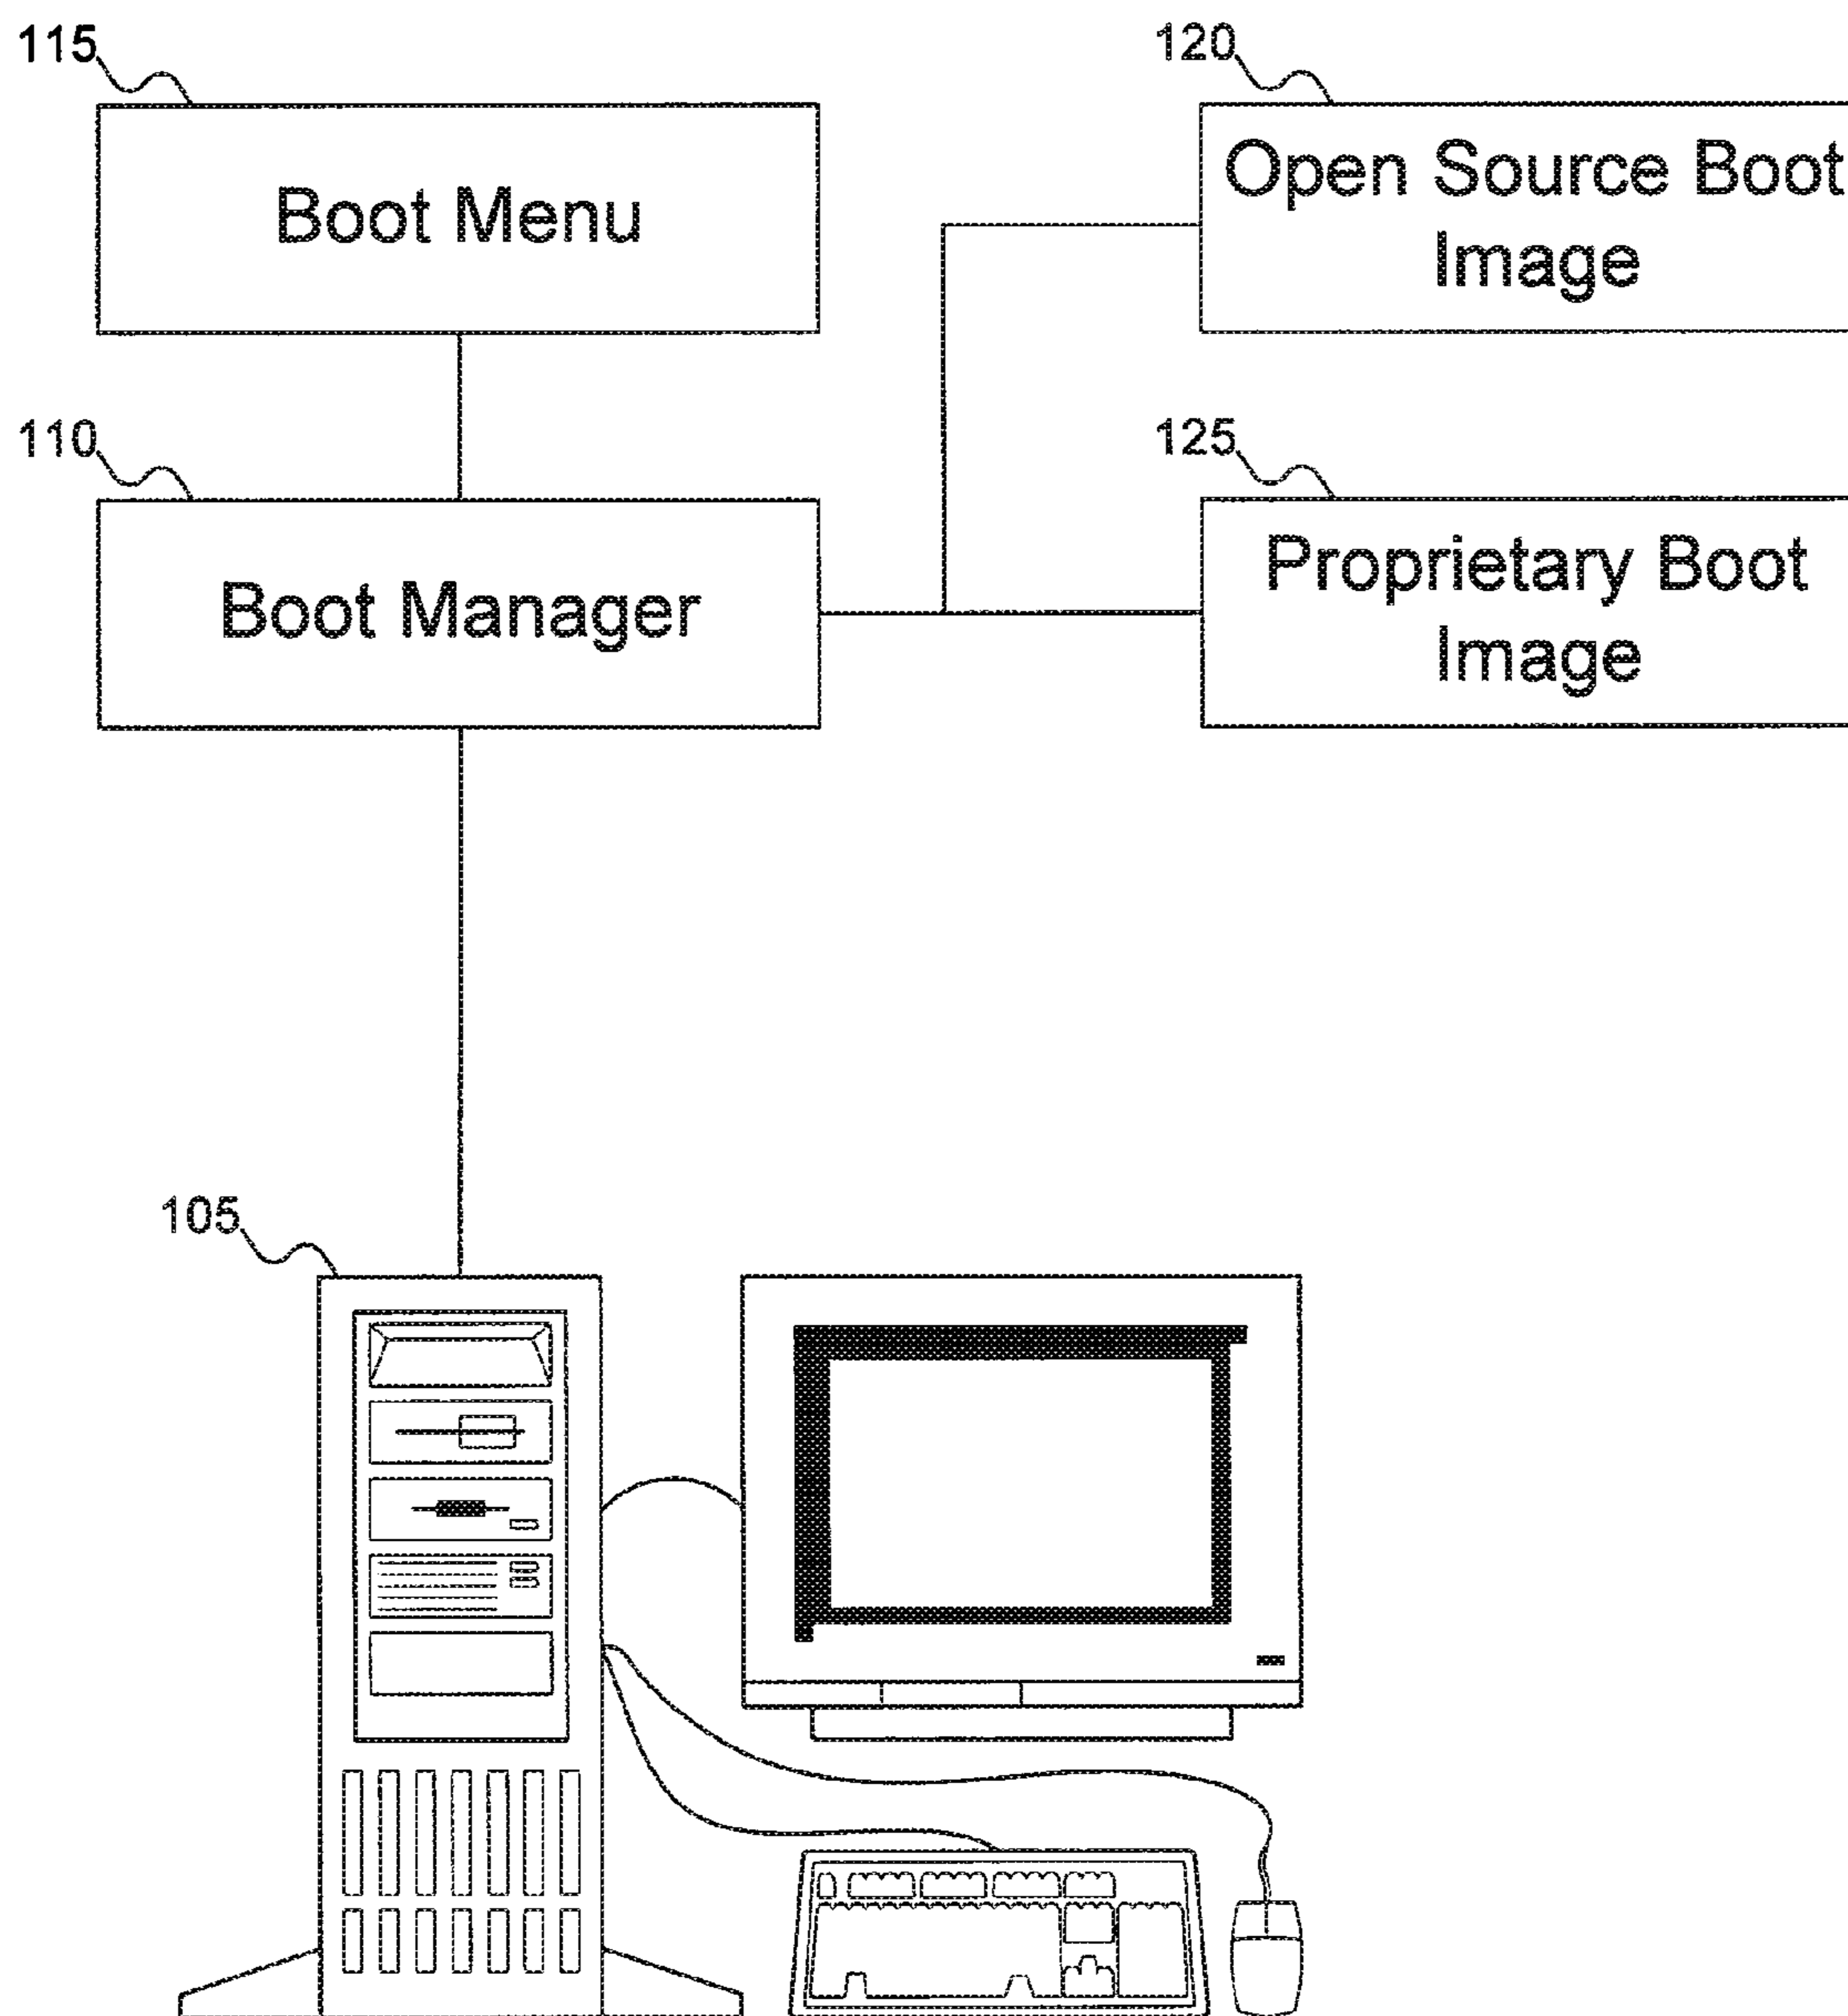 115
Boot Menu
120
Open Source Boot
Image
110
Boot Manager
125
Proprietary Boot
Image
105